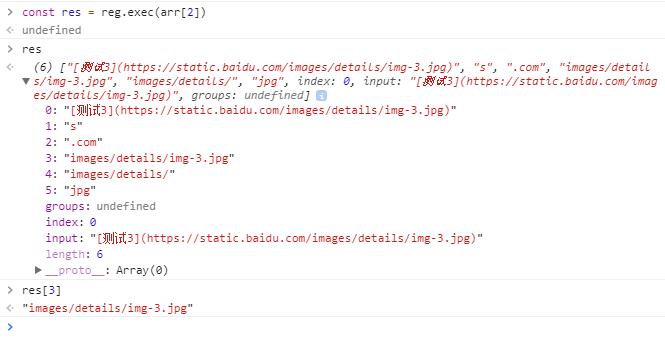 > const res = reg.exec(arr[2])
< undefined
> res
< (6) ["[测试3](https://static.baidu.com/images/details/img-3.jpg)", "s", ".com", "images/detail
▼ s/img-3.jpg", "images/details/", "jpg", index: 0, input: "[测试3](https://static.baidu.com/imag
es/details/img-3.jpg)", groups: undefined] i
0: "[测试3](https://static.baidu.com/images/details/img-3.jpg)"
1: "s"
2: ".com"
3: "images/details/img-3.jpg"
4: "images/details/"
5: "jpg"
groups: undefined
index: 0
input: "[测试3](https://static.baidu.com/images/details/img-3.jpg)"
length: 6
▶ __proto__: Array(0)
> res[3]
< "images/details/img-3.jpg"
>